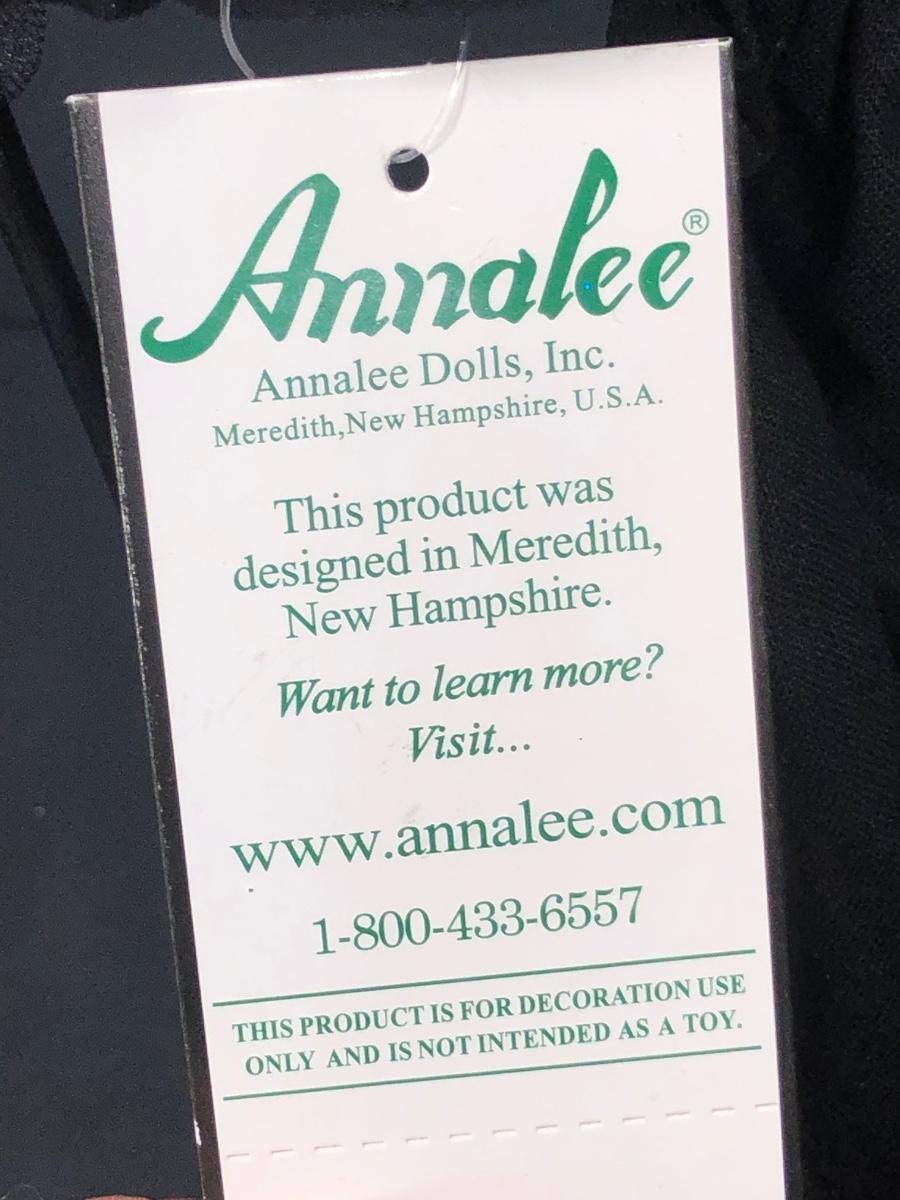 Annalee®
Annalee Dolls, Inc.
Meredith,New Hampshire, U.S.A.
This product was
designed in Meredith,
New Hampshire.
Want to learn more?
Visit...
www.annalee.com
1-800-433-6557
THIS PRODUCT IS FOR DECORATION USE
ONLY AND IS NOT INTENDED AS A TOY.